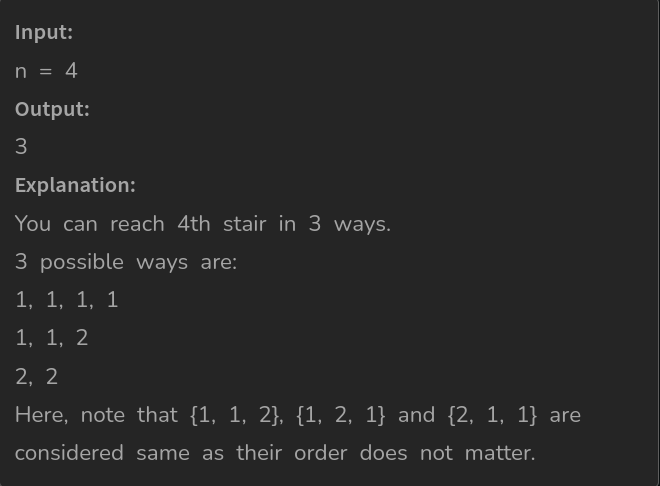 Input:
n = 4
Output:
3
Explanation:
You can reach 4th stair in 3 ways.
3 possible ways are:
1, 1, 1, 1
1, 1, 2
2, 2
Here, note that {1, 1, 2}, {1, 2, 1} and {2, 1, 1} are
considered same as their order does not matter.